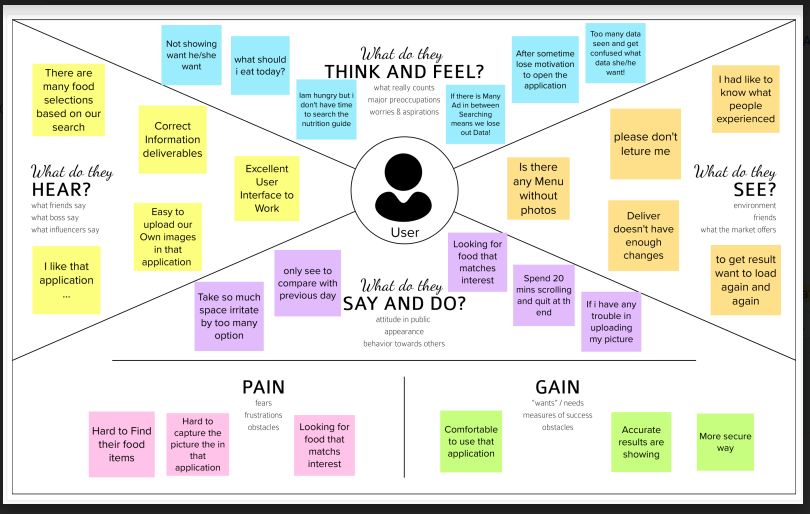 What do they
THINK AND FEEL?
what really counts
major preoccupations
worries & aspirations
Not showing
want he/she
want
what should
i eat today?
Iam hungry but i
don't have time
to search the
nutrition guide
If there is Many
Ad in between
Searching
means we lose
out Data!
After sometime
lose motivation
to open the
application
Too many data
seen and get
confused what
data she/he
want!
What do they
HEAR?
what friends say
what boss say
what influencers say
There are
many food
selections
based on our
search
Correct
Information
deliverables
Excellent
User
Interface to
Work
Easy to
upload our
Own images
in that
application
I like that
application
...
User
What do they
SEE?
environment
friends
what the market offers
I had like to
know what
people
experienced
please don't
leture me
Is there
any Menu
without
photos
Deliver
doesn't have
enough
changes
to get result
want to load
again and
again
What do they
SAY AND DO?
attitude in public
appearance
behavior towards others
Take so much
space irritate
by too many
option
only see to
compare with
previous day
Looking for
food that
matches
interest
Spend 20
mins scrolling
and quit at th
end
If i have any
trouble in
uploading
my picture
PAIN
fears
frustrations
obstacles
Hard to Find
their food
items
Hard to
capture the
picture the in
that
application
Looking for
food that
matchs
interest
GAIN
"wants" / needs
measures of success
obstacles
Comfortable
to use that
application
Accurate
results are
showing
More secure
way